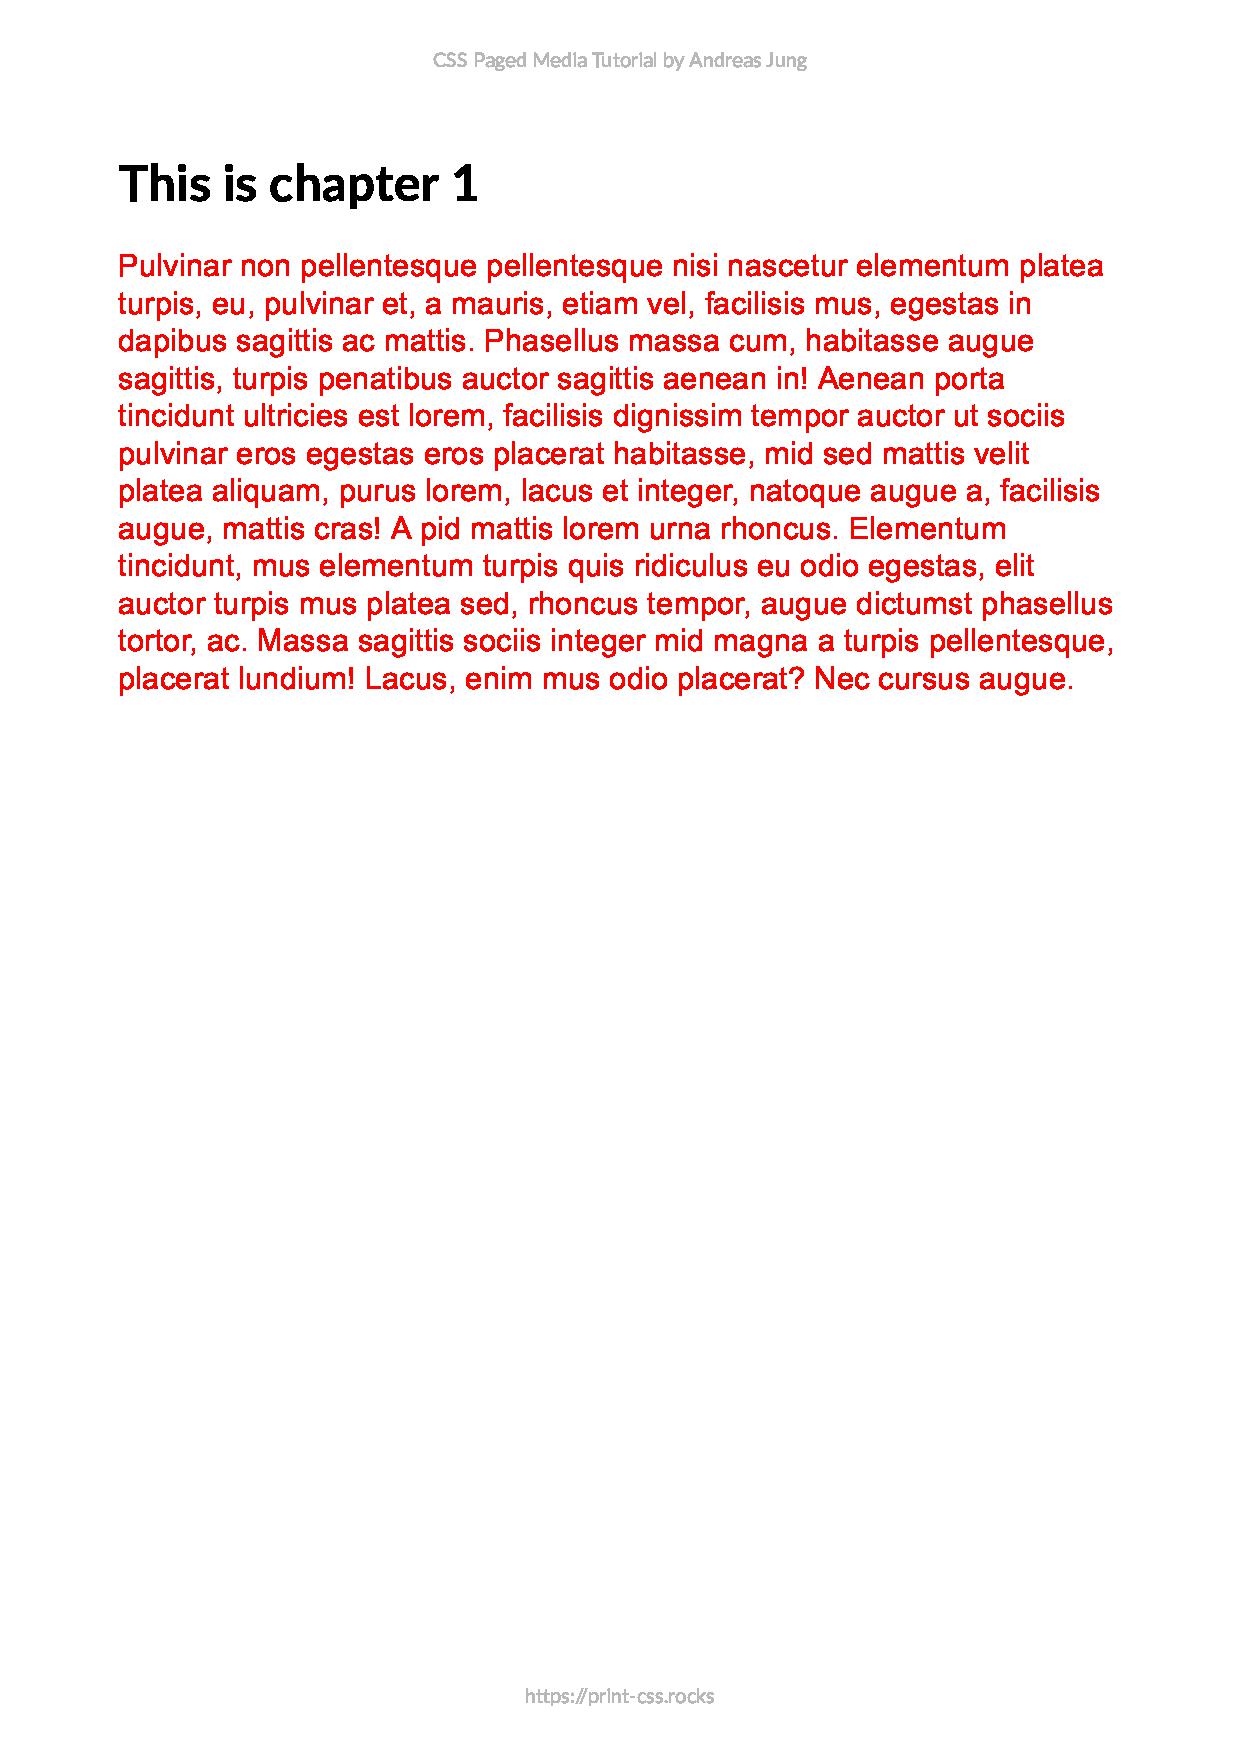 CSS Paged Media Tutorial by Andreas Jung
This is chapter 1
Pulvinar non pellentesque pellentesque nisi nascetur elementum platea
turpis, eu, pulvinar et, a mauris, etiam vel, facilisis mus, egestas in
dapibus sagittis ac mattis. Phasellus massa cum, habitasse augue
sagittis, turpis penatibus auctor sagittis aenean in! Aenean porta
tincidunt ultricies est lorem, facilisis dignissim tempor auctor ut sociis
pulvinar eros egestas eros placerat habitasse, mid sed mattis velit
platea aliquam, purus lorem, lacus et integer, natoque augue a, facilisis
augue, mattis cras! A pid mattis lorem urna rhoncus. Elementum
tincidunt, mus elementum turpis quis ridiculus eu odio egestas, elit
auctor turpis mus platea sed, rhoncus tempor, augue dictumst phasellus
tortor, ac. Massa sagittis sociis integer mid magna a turpis pellentesque,
placerat lundium! Lacus, enim mus odio placerat? Nec cursus augue.
https://print-css.rocks